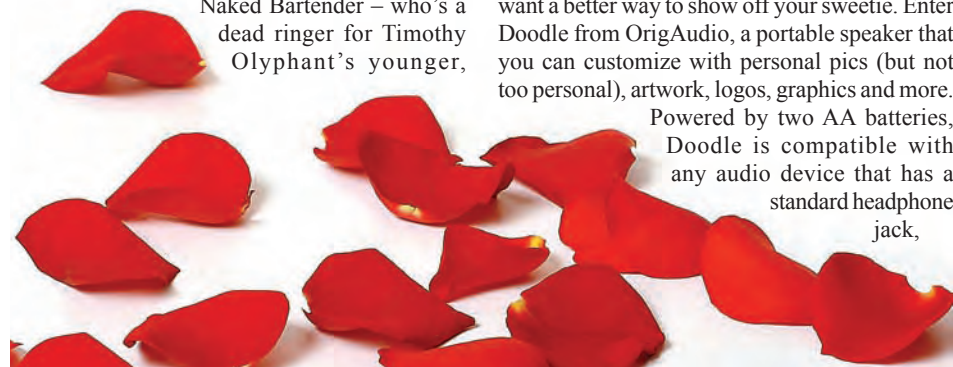 Naked Bartender – who's a
dead ringer for Timothy
Olyphant's younger,
want a better way to show off your sweetie. Enter
Doodle from OrigAudio, a portable speaker that
you can customize with personal pics (but not
too personal), artwork, logos, graphics and more.
Powered by two AA batteries,
Doodle is compatible with
any audio device that has a
standard headphone
jack,